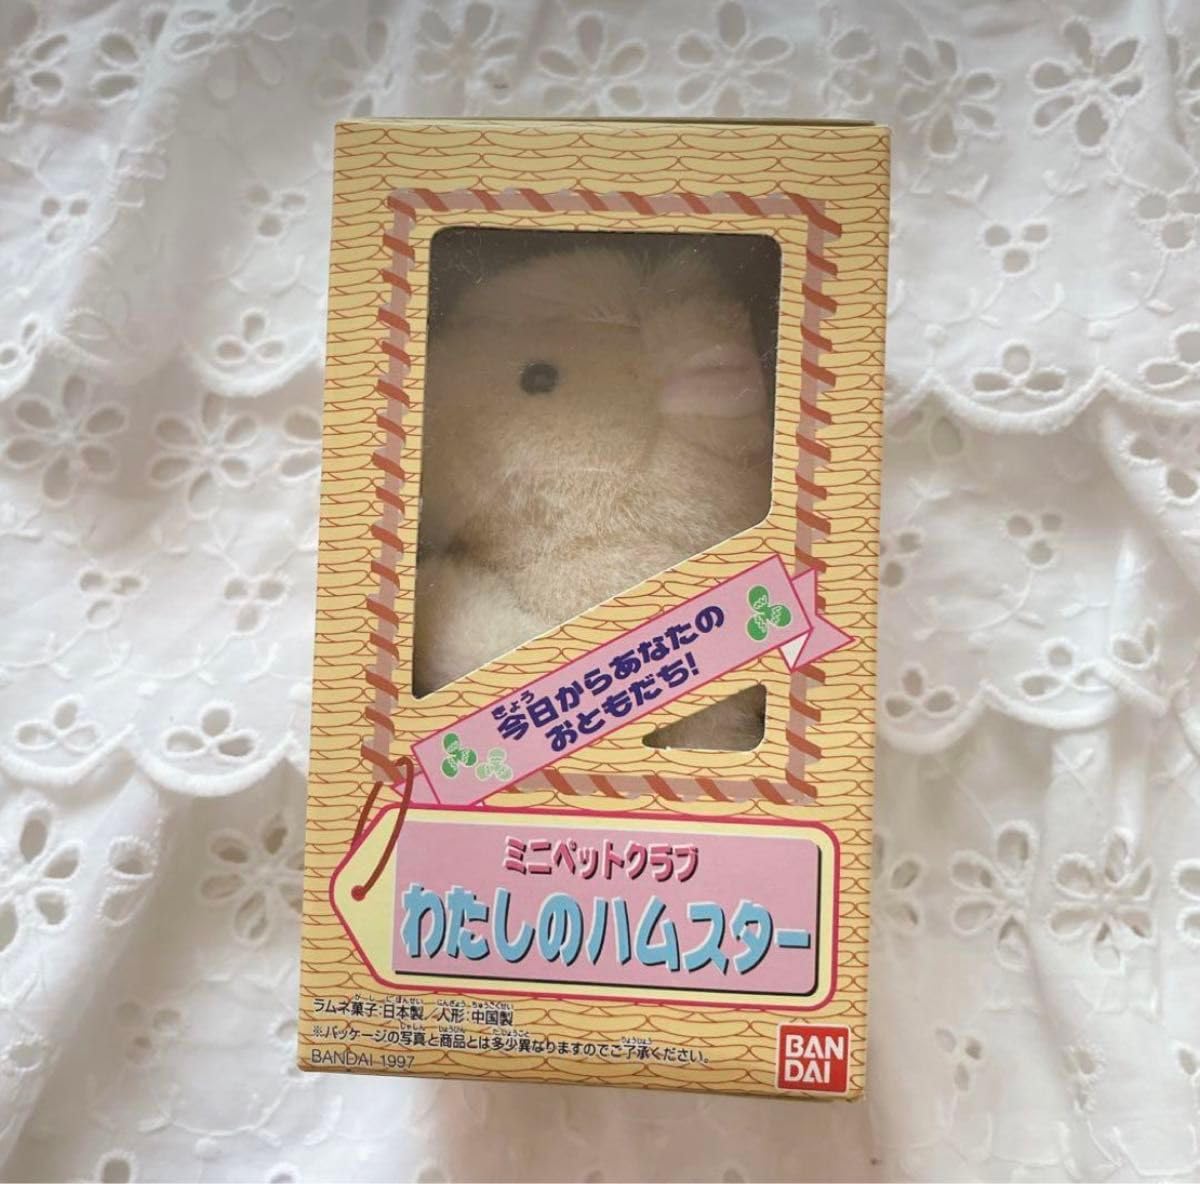 今日からあなたの
おともだち!
ミニペットクラブ
わたしのハムスター
ラムネ菓子:日本製/人形:中国製
※パッケージの写真と商品とは多少異なりますのでご了承ください。
BANDAI 1997
BAN
DAI